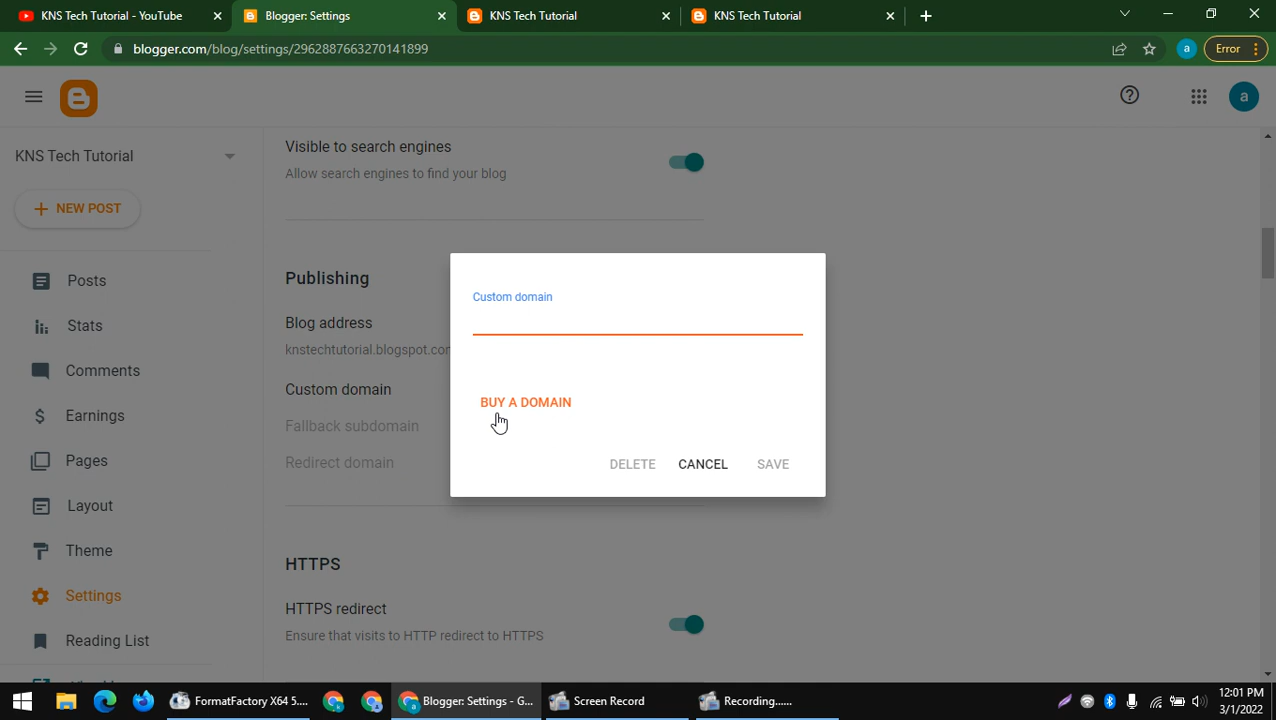 KNS Tech Tutorial - YouTube
Blogger: Settings
KNS Tech Tutorial
KNS Tech Tutorial
blogger.com/blog/settings/2962887663270141899
a
Error
a
KNS Tech Tutorial
NEW POST
Posts
Stats
Comments
Earnings
Pages
Layout
Theme
Settings
Reading List
Visible to search engines
Allow search engines to find your blog
Publishing
Blog address
knstechtutorial.blogspot.con
Custom domain
Fallback subdomain
Redirect domain
Custom domain
BUY A DOMAIN
DELETE
CANCEL
SAVE
HTTPS
HTTPS redirect
Ensure that visits to HTTP redirect to HTTPS
FormatFactory X64 5....
Blogger: Settings - G...
Screen Record
Recording......
12:01 PM
3/1/2022